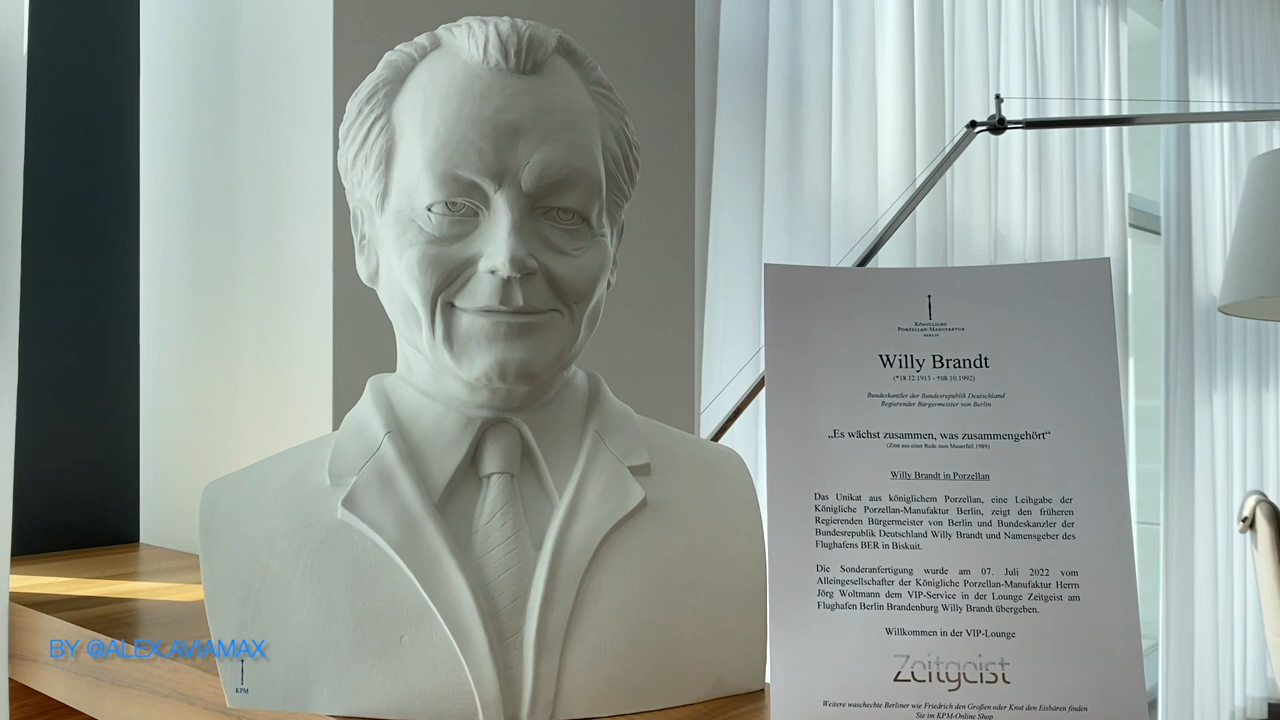 KÖNIGLICHE
PORZELLAN-MANUFAKTUR
BERLIN
Willy Brandt
(*18.12.1913 - †08.10.1992)
Bundeskanzler der Bundesrepublik Deutschland
Regierender Bürgermeister von Berlin
„Es wächst zusammen, was zusammengehört“
(Zitat aus einer Rede zum Mauerfall 1989)
Willy Brandt in Porzellan
Das Unikat aus königlichem Porzellan, eine Leihgabe der
Königliche Porzellan-Manufaktur Berlin, zeigt den früheren
Regierenden Bürgermeister von Berlin und Bundeskanzler der
Bundesrepublik Deutschland Willy Brandt und Namensgeber des
Flughafens BER in Biskuit.
Die Sonderanfertigung wurde am 07. Juli 2022 vom
Alleingesellschafter der Königliche Porzellan-Manufaktur Herrn
Jörg Woltmann dem VIP-Service in der Lounge Zeitgeist am
Flughafen Berlin Brandenburg Willy Brandt übergeben.
Willkommen in der VIP-Lounge
Zeitgeist
Weitere waschechte Berliner wie Friedrich den Großen oder Knut den Eisbären finden
Sie im KPM-Online Shop
BY @ALEX.AVIAMAX
KPM